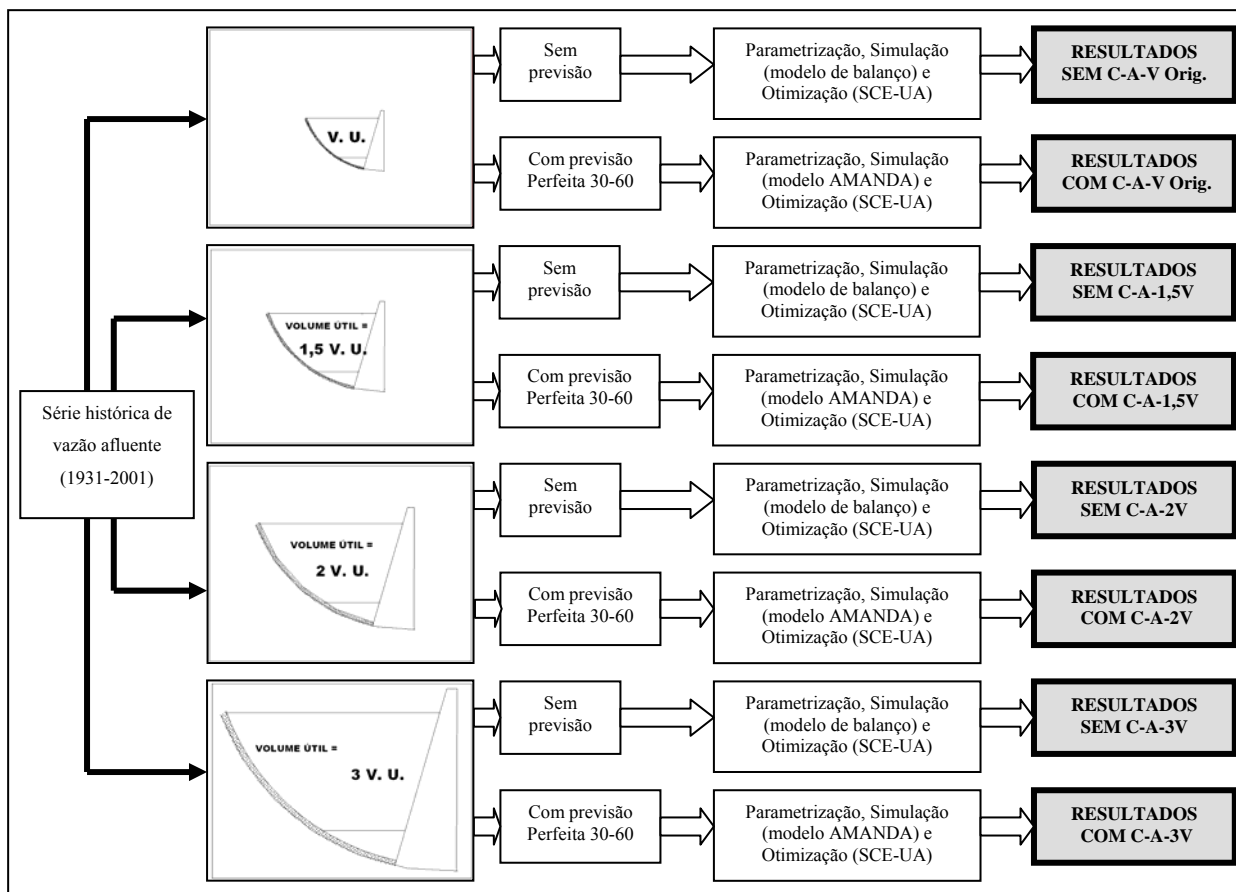 Série histórica de
vazão afluente
(1931-2001)
V. U.
Sem
previsão
Parametrização, Simulação
(modelo de balanço) e
Otimização (SCE-UA)
RESULTADOS
SEM C-A-V Orig.
Com previsão
Perfeita 30-60
Parametrização, Simulação
(modelo AMANDA) e
Otimização (SCE-UA)
RESULTADOS
COM C-A-V Orig.
VOLUME ÚTIL =
1,5 V. U.
Sem
previsão
Parametrização, Simulação
(modelo de balanço) e
Otimização (SCE-UA)
RESULTADOS
SEM C-A-1,5V
Com previsão
Perfeita 30-60
Parametrização, Simulação
(modelo AMANDA) e
Otimização (SCE-UA)
RESULTADOS
COM C-A-1,5V
VOLUME ÚTIL =
2 V. U.
Sem
previsão
Parametrização, Simulação
(modelo de balanço) e
Otimização (SCE-UA)
RESULTADOS
SEM C-A-2V
Com previsão
Perfeita 30-60
Parametrização, Simulação
(modelo AMANDA) e
Otimização (SCE-UA)
RESULTADOS
COM C-A-2V
VOLUME ÚTIL =
3 V. U.
Sem
previsão
Parametrização, Simulação
(modelo de balanço) e
Otimização (SCE-UA)
RESULTADOS
SEM C-A-3V
Com previsão
Perfeita 30-60
Parametrização, Simulação
(modelo AMANDA) e
Otimização (SCE-UA)
RESULTADOS
COM C-A-3V